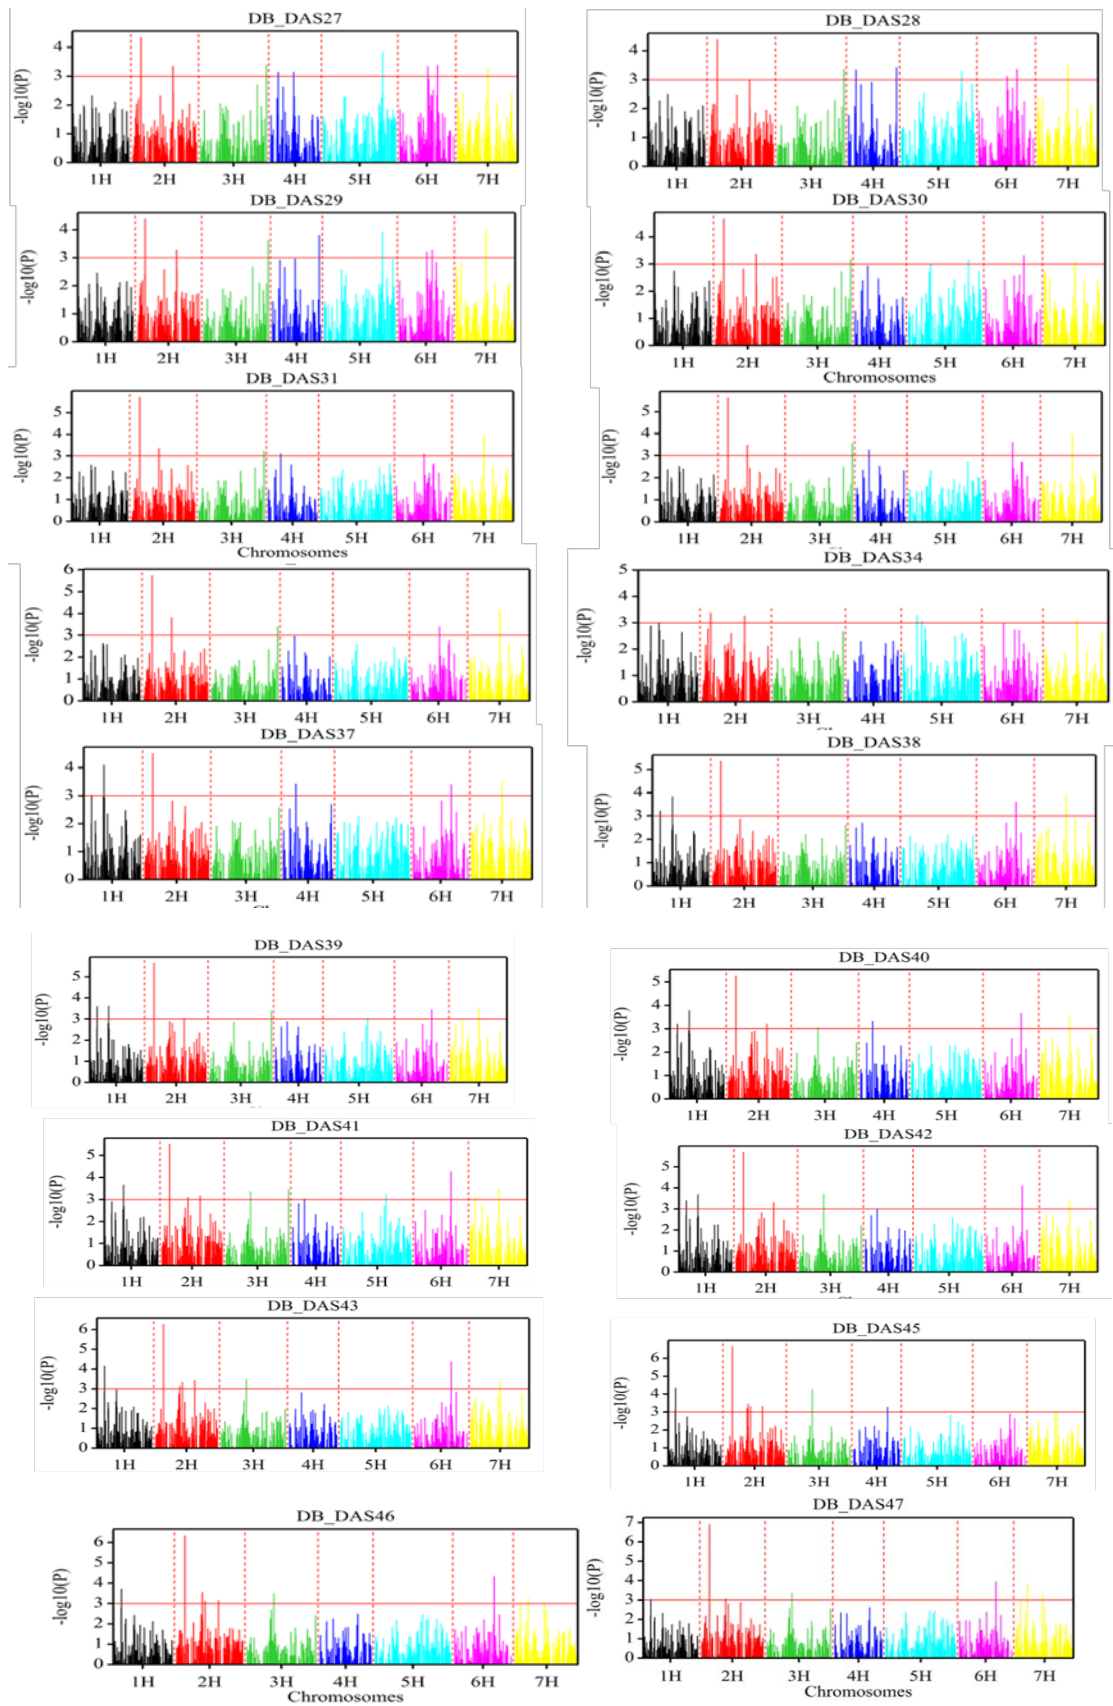 DB_DAS27
-log10(P)
4
3
2
1
0
1H 2H 3H 4H 5H 6H 7H
DB_DAS28
-log10(P)
4
3
2
1
0
1H 2H 3H 4H 5H 6H 7H
DB_DAS29
-log10(P)
4
3
2
1
0
1H 2H 3H 4H 5H 6H 7H
DB_DAS30
-log10(P)
4
3
2
1
0
1H 2H 3H 4H 5H 6H 7H
Chromosomes
DB_DAS31
-log10(P)
5
4
3
2
1
0
1H 2H 3H 4H 5H 6H 7H
Chromosomes
-log10(P)
5
4
3
2
1
0
1H 2H 3H 4H 5H 6H 7H
-log10(P)
6
5
4
3
2
1
0
1H 2H 3H 4H 5H 6H 7H
DB_DAS34
-log10(P)
5
4
3
2
1
0
1H 2H 3H 4H 5H 6H 7H
DB_DAS37
-log10(P)
4
3
2
1
0
1H 2H 3H 4H 5H 6H 7H
DB_DAS38
-log10(P)
5
4
3
2
1
0
1H 2H 3H 4H 5H 6H 7H
DB_DAS39
-log10(P)
5
4
3
2
1
0
1H 2H 3H 4H 5H 6H 7H
DB_DAS40
-log10(P)
5
4
3
2
1
0
1H 2H 3H 4H 5H 6H 7H
DB_DAS41
-log10(P)
5
4
3
2
1
0
1H 2H 3H 4H 5H 6H 7H
DB_DAS42
-log10(P)
5
4
3
2
1
0
1H 2H 3H 4H 5H 6H 7H
DB_DAS43
-log10(P)
6
5
4
3
2
1
0
1H 2H 3H 4H 5H 6H 7H
DB_DAS45
-log10(P)
6
5
4
3
2
1
0
1H 2H 3H 4H 5H 6H 7H
DB_DAS46
-log10(P)
6
5
4
3
2
1
0
1H 2H 3H 4H 5H 6H 7H
Chromosomes
DB_DAS47
-log10(P)
7
6
5
4
3
2
1
0
1H 2H 3H 4H 5H 6H 7H
Chromosomes